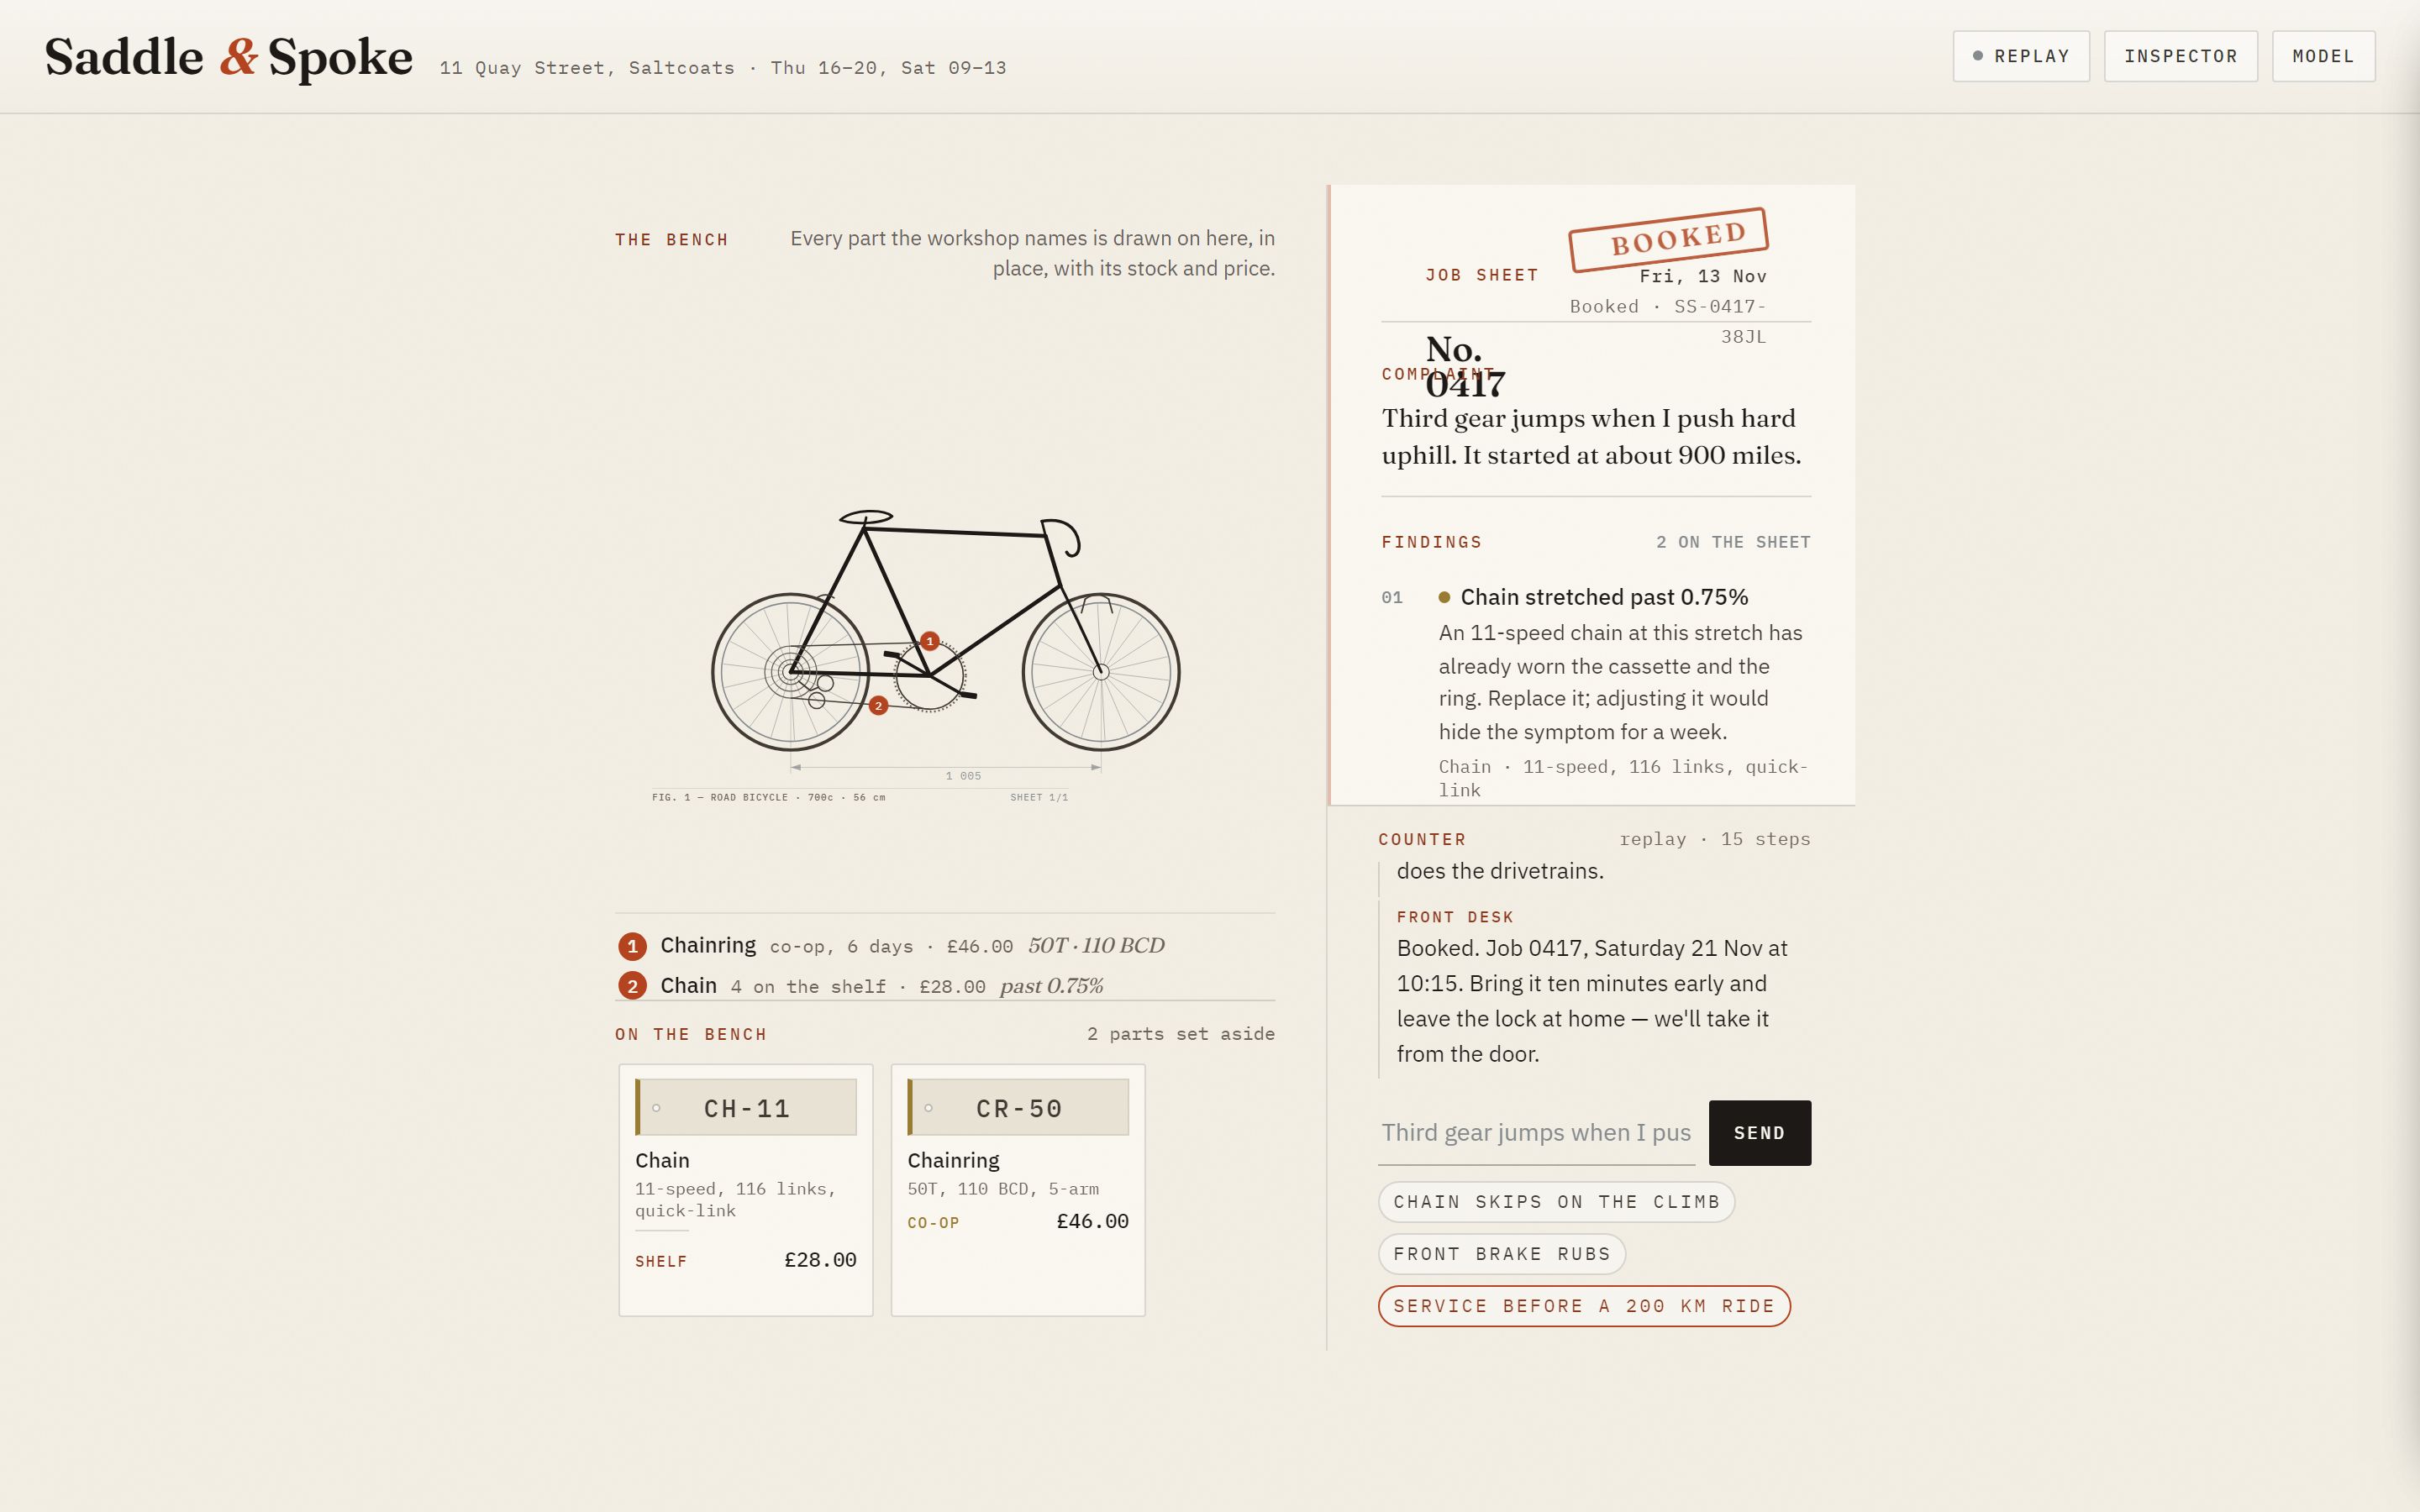 Saddle & Spoke
11 Quay Street, Saltcoats · Thu 16–20, Sat 09–13
REPLAY
INSPECTOR
MODEL
THE BENCH
Every part the workshop names is drawn on here, in
place, with its stock and price.
1
2
1 005
FIG. 1 — ROAD BICYCLE · 700c · 56 cm
SHEET 1/1
1 Chainring co-op, 6 days · £46.00 50T · 110 BCD
2 Chain 4 on the shelf · £28.00 past 0.75%
ON THE BENCH
2 parts set aside
CH-11
Chain
11-speed, 116 links,
quick-link
SHELF £28.00
CR-50
Chainring
50T, 110 BCD, 5-arm
CO-OP £46.00
BOOKED
JOB SHEET
Fri, 13 Nov
Booked · SS-0417-
38JL
No.
0417
COMPLAINT
Third gear jumps when I push hard
uphill. It started at about 900 miles.
FINDINGS
2 ON THE SHEET
01 Chain stretched past 0.75%
An 11-speed chain at this stretch has
already worn the cassette and the
ring. Replace it; adjusting it would
hide the symptom for a week.
Chain · 11-speed, 116 links, quick-
link
COUNTER
replay · 15 steps
does the drivetrains.
FRONT DESK
Booked. Job 0417, Saturday 21 Nov at
10:15. Bring it ten minutes early and
leave the lock at home — we'll take it
from the door.
Third gear jumps when I pus
SEND
CHAIN SKIPS ON THE CLIMB
FRONT BRAKE RUBS
SERVICE BEFORE A 200 KM RIDE